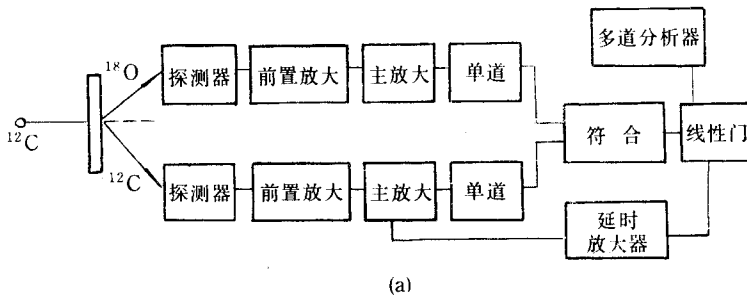 多道分析器
¹⁸O
探测器
前置放大
主放大
单道
¹²C
符合
线性门
¹²C
探测器
前置放大
主放大
单道
延时
放大器
(a)